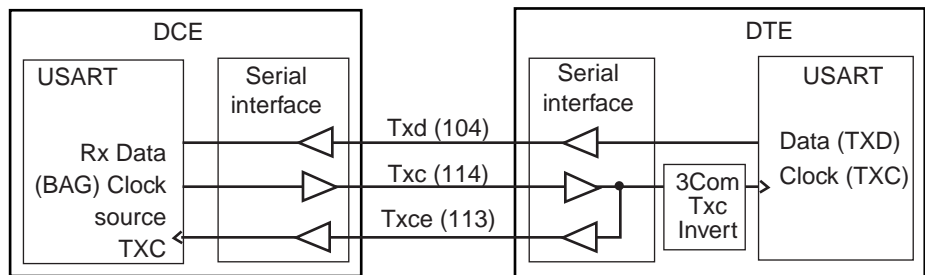 DCE
USART
Serial
interface
Rx Data
(BAG) Clock
source
TXC
Txd (104)
Txc (114)
Txce (113)
DTE
Serial
interface
3Com
Txc
Invert
USART
Data (TXD)
Clock (TXC)